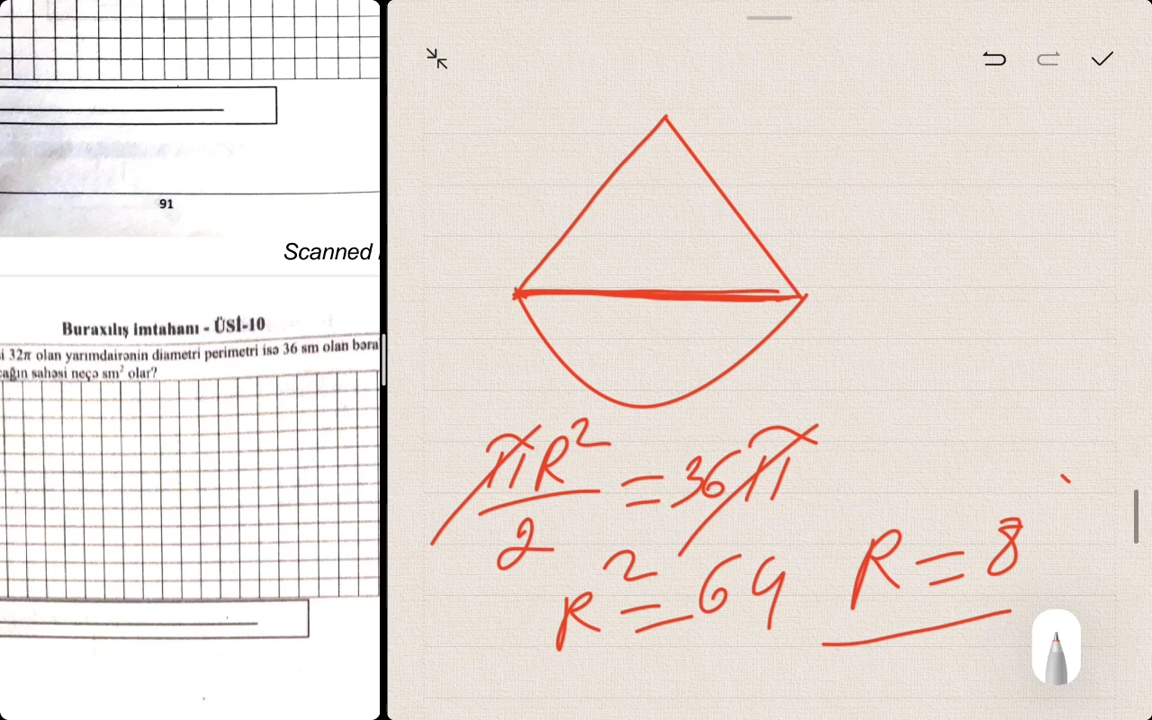 91
Scanned
Buraxılış imtahanı - ÜSİ-10
i 32π olan yarımdairənin diametri perimetri isə 36 sm olan bəra
çağın sahəsi neçə sm² olar?
πR²/2 = 36π
R² = 64
R = 8